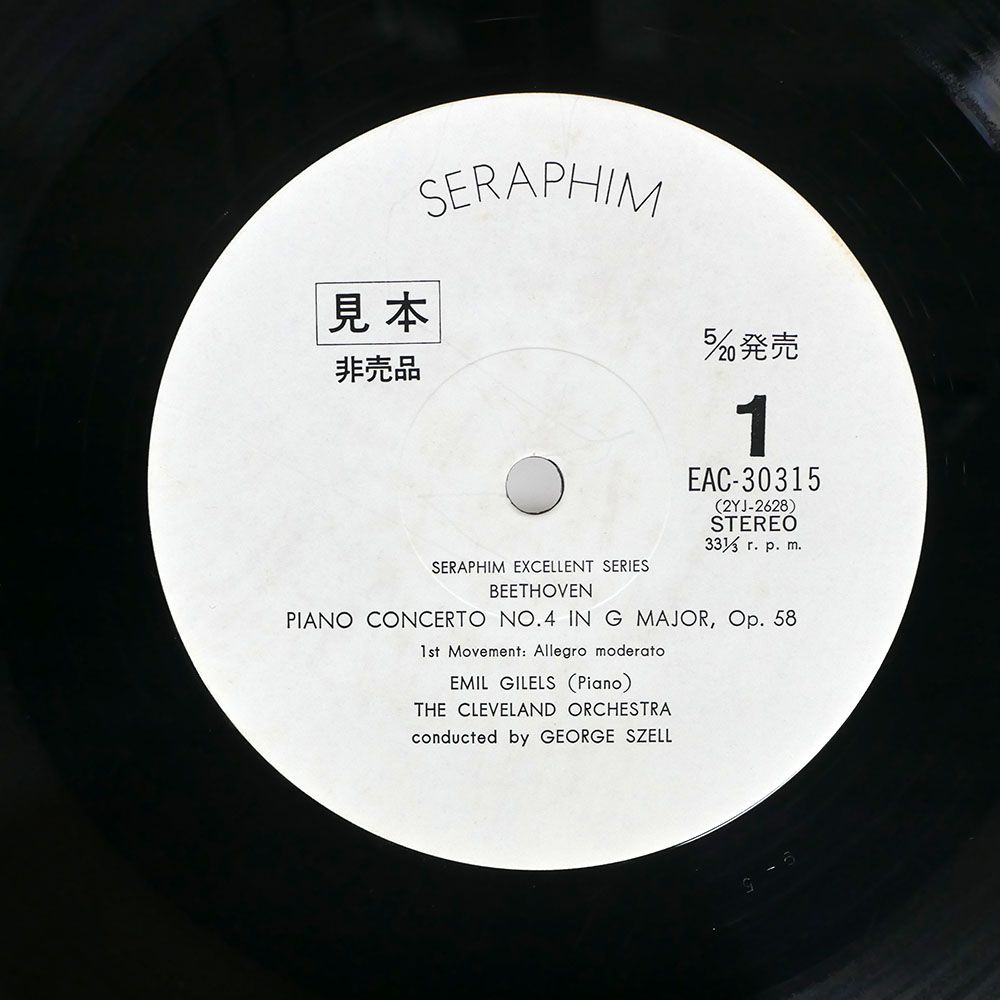 SERAPHIM
見本
非売品
5/20発売
1
EAC-30315
(2YJ-2628)
STEREO
33⅓ r. p. m.
SERAPHIM EXCELLENT SERIES
BEETHOVEN
PIANO CONCERTO NO.4 IN G MAJOR, Op. 58
1st Movement: Allegro moderato
EMIL GILELS (Piano)
THE CLEVELAND ORCHESTRA
conducted by GEORGE SZELL